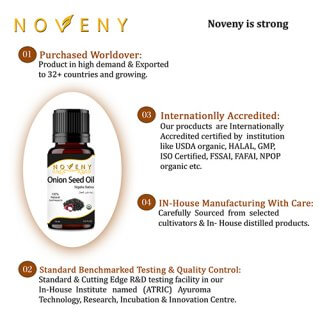 NOVENY
Noveny is strong
01 Purchased Worldover:
Product in high demand & Exported
to 32+ countries and growing.
03 Internationlly Accredited:
Our procducts are Internationally
Accredited certified by institution
like USDA organic, HALAL, GMP,
ISO Certified, FSSAI, FAFAI, NPOP
organic etc.
NOVENY
Onion Seed Oil
Nigella Sativa
100%
04 IN-House Manufacturing With Care:
Carefully Sourced from selected
cultivators & In- House distilled products.
02 Standard Benchmarked Testing & Quality Control:
Standard & Cutting Edge R&D testing facility in our
In-House Institute named (ATRIC) Ayuroma
Technology, Research, Incubation & Innovation Centre.